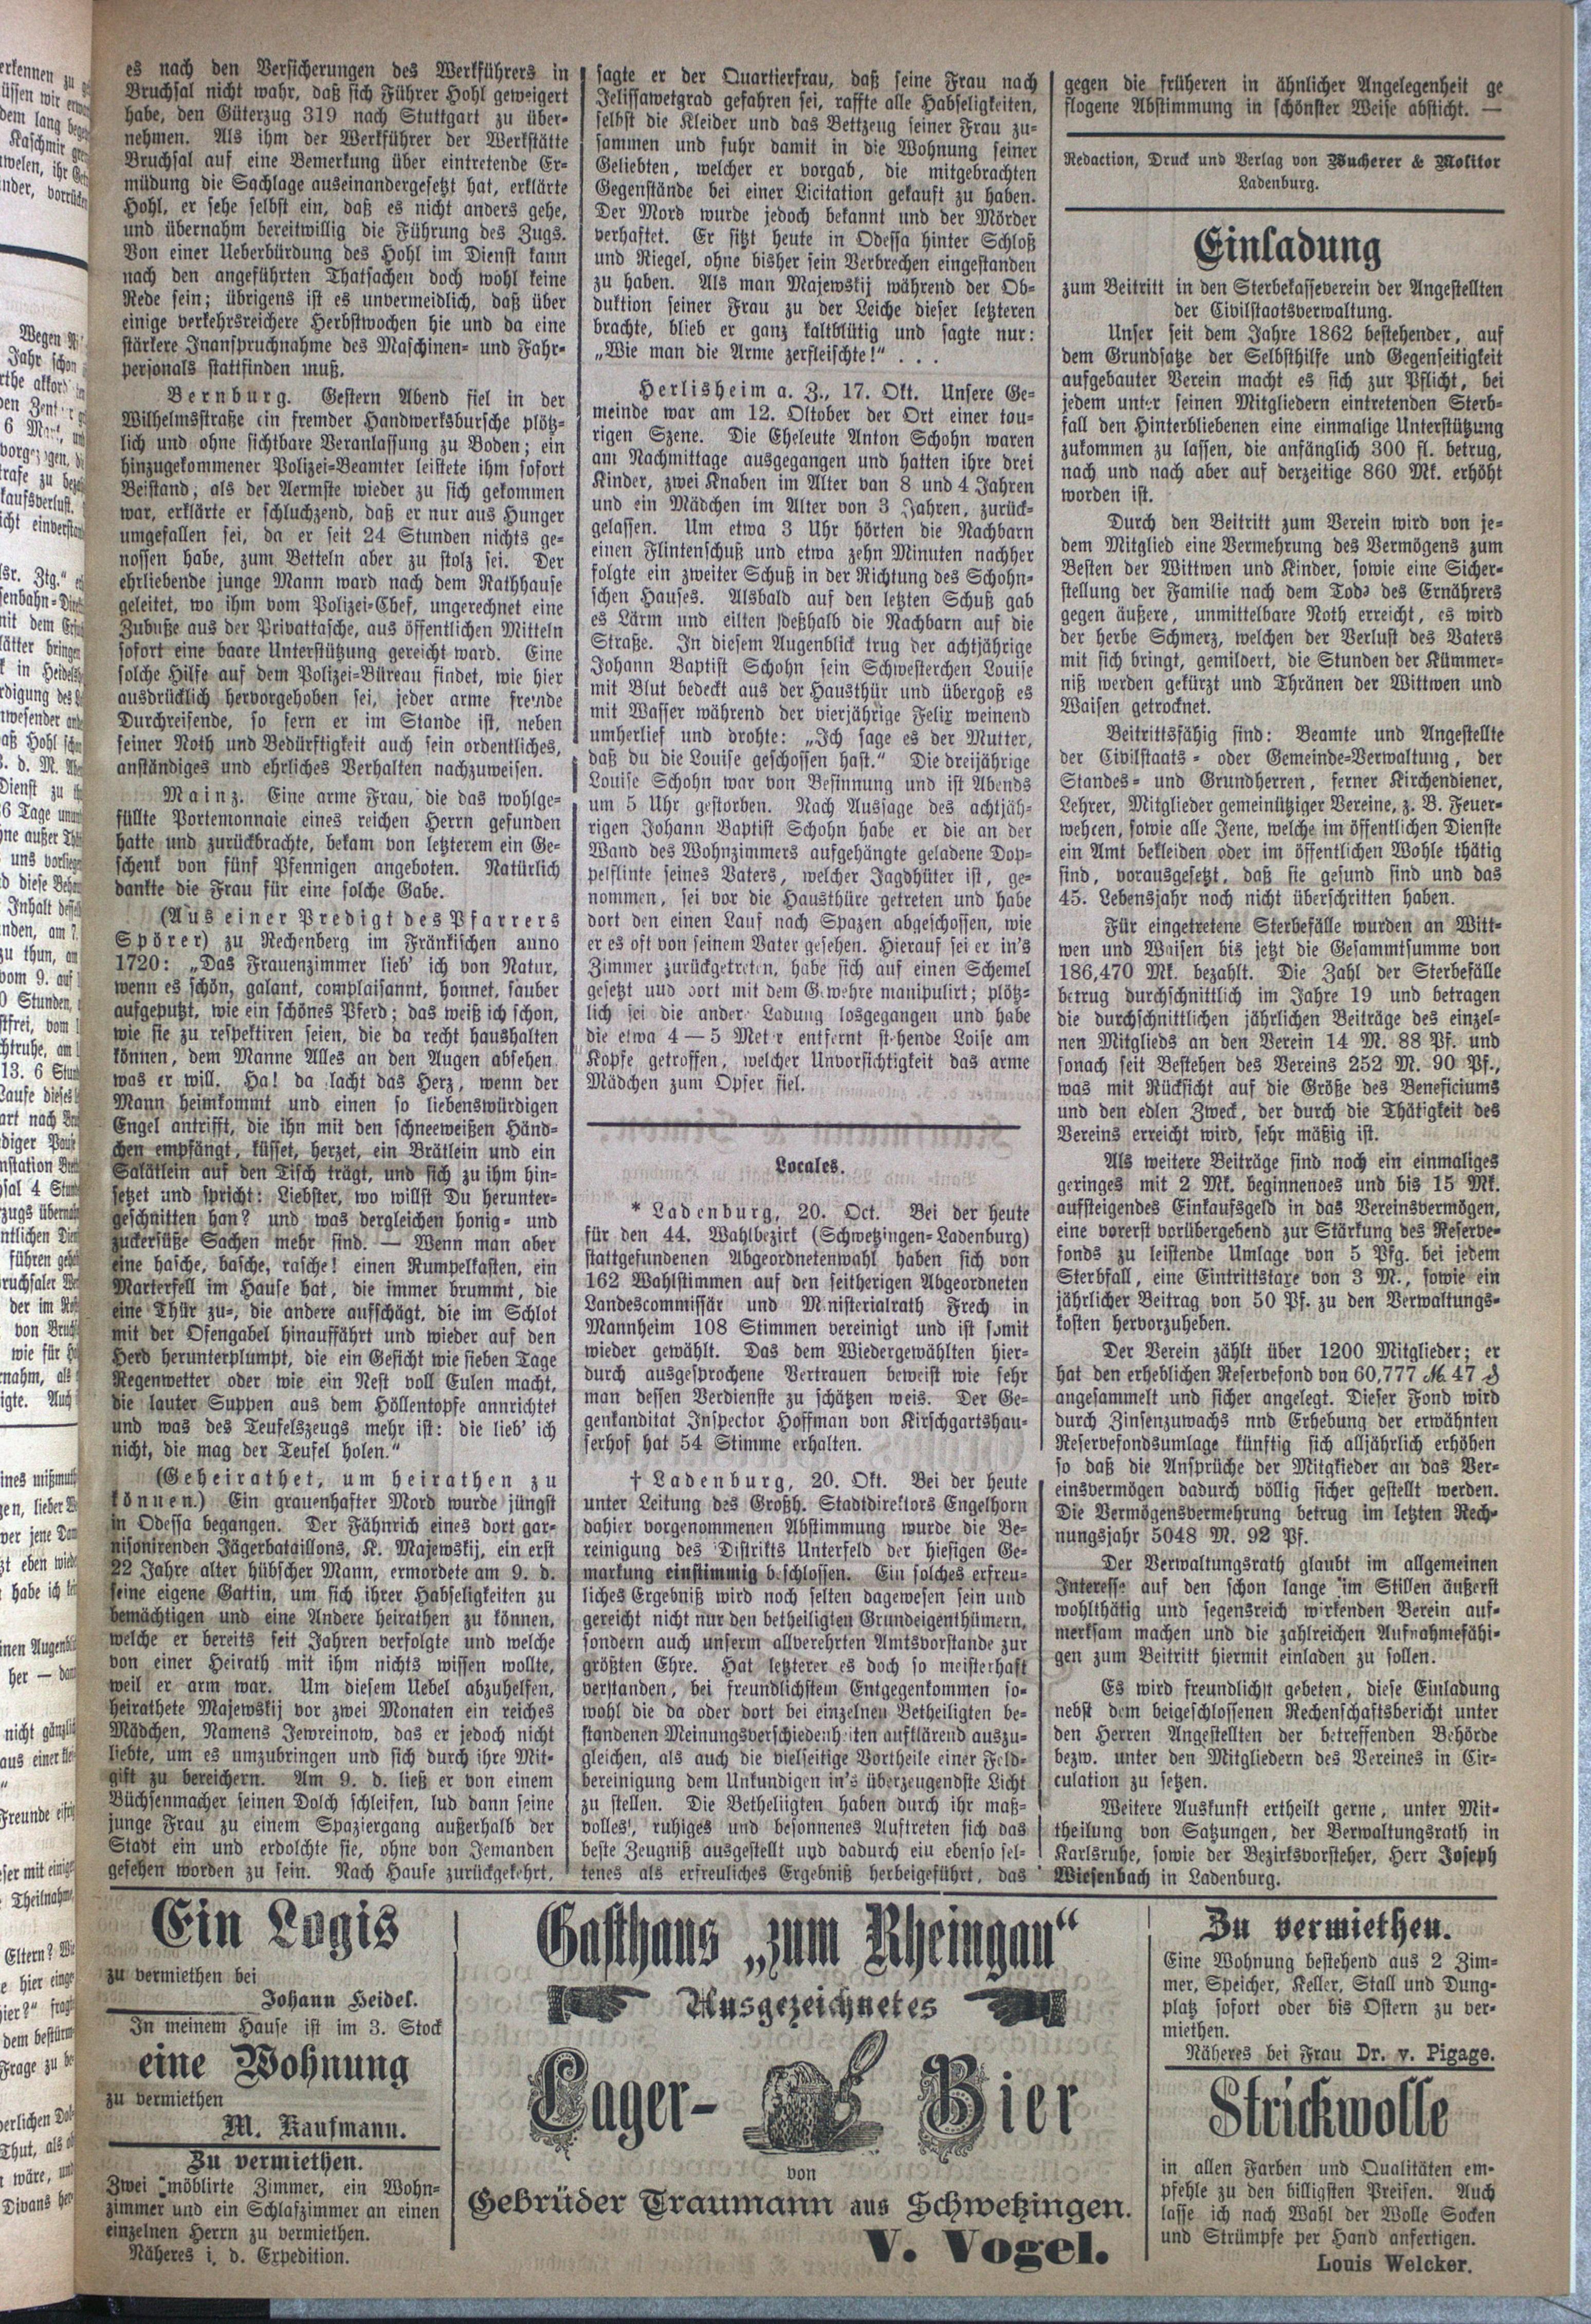 es nach den Versicherungen des Werkführers in
Bruchsal nicht wahr, daß sich Führer Hohl geweigert
habe, den Güterzug 319 nach Stuttgart zu über-
nehmen. Als ihm der Werkführer der Werkstätte
Bruchsal auf eine Bemerkung über eintretende Er-
müdung die Sachlage auseinandergesetzt hat, erklärte
Hohl, er sehe selbst ein, daß es nicht anders gehe,
und übernahm bereitwillig die Führung des Zugs.
Von einer Ueberbürdung des Hohl im Dienst kann
nach den angeführten Thatsachen doch wohl keine
Rede sein; übrigens ist es unvermeidlich, daß über
einige verkehrsreichere Herbstwochen hie und da eine
stärkere Inanspruchnahme des Maschinen- und Fahr-
personals stattfinden muß.
Bernburg. Gestern Abend fiel in der
Wilhelmsstraße ein fremder Handwerksbursche plötz-
lich und ohne sichtbare Veranlassung zu Boden; ein
hinzugekommener Polizei-Beamter leistete ihm sofort
Beistand; als der Aermste wieder zu sich gekommen
war, erklärte er schluchzend, daß er nur aus Hunger
umgefallen sei, da er seit 24 Stunden nichts ge-
nossen habe, zum Betteln aber zu stolz sei. Der
ehrliebende junge Mann ward nach dem Rathhause
geleitet, wo ihm vom Polizei-Chef, ungerechnet eine
Zubuße aus der Privattasche, aus öffentlichen Mitteln
sofort eine baare Unterstützung gereicht ward. Eine
solche Hilfe auf dem Polizei-Büreau findet, wie hier
ausdrücklich hervorgehoben sei, jeder arme fremde
Durchreisende, so fern er im Stande ist, neben
seiner Noth und Bedürftigkeit auch sein ordentliches,
anständiges und ehrliches Verhalten nachzuweisen.
Mainz. Eine arme Frau, die das wohlge-
füllte Portemonnaie eines reichen Herrn gefunden
hatte und zurückbrachte, bekam von letzterem ein Ge-
schenk von fünf Pfennigen angeboten. Natürlich
dankte die Frau für eine solche Gabe.
(Aus einer Predigt des Pfarrers
Spörer) zu Rechenberg im Fränkischen anno
1720: „Das Frauenzimmer lieb' ich von Natur,
wenn es schön, galant, complaisannt, honnet, sauber
aufgeputzt, wie ein schönes Pferd; das weiß ich schon,
wie sie zu respektiren seien, die da recht haushalten
können, dem Manne Alles an den Augen absehen
was er will. Ha! da lacht das Herz, wenn der
Mann heimkommt und einen so liebenswürdigen
Engel antrifft, die ihn mit den schneeweißen Händ-
chen empfängt, küsset, herzet, ein Brätlein und ein
Salätlein auf den Tisch trägt, und sich zu ihm hin-
setzet und spricht: Liebster, wo willst Du herunter-
geschnitten han? und was dergleichen honig- und
zuckersüße Sachen mehr sind. — Wenn man aber
eine hasche, basche, rasche! einen Rumpelkasten, ein
Marterfell im Hause hat, die immer brummt, die
eine Thür zu-, die andere aufschägt, die im Schlot
mit der Ofengabel hinauffährt und wieder auf den
Herd herunterplumpt, die ein Gesicht wie sieben Tage
Regenwetter oder wie ein Nest voll Eulen macht,
die lauter Suppen aus dem Höllentopfe annrichtet
und was des Teufelszeugs mehr ist: die lieb' ich
nicht, die mag der Teufel holen."
(Geheirathet, um heirathen zu
können.) Ein grauenhafter Mord wurde jüngst
in Odessa begangen. Der Fähnrich eines dort gar-
nisonirenden Jägerbataillons, K. Majewskij, ein erst
22 Jahre alter hübscher Mann, ermordete am 9. d.
seine eigene Gattin, um sich ihrer Habseligkeiten zu
bemächtigen und eine Andere heirathen zu können,
welche er bereits seit Jahren verfolgte und welche
von einer Heirath mit ihm nichts wissen wollte,
weil er arm war. Um diesem Uebel abzuhelfen,
heirathete Majewskij vor zwei Monaten ein reiches
Mädchen, Namens Jewreinow, das er jedoch nicht
liebte, um es umzubringen und sich durch ihre Mit-
gift zu bereichern. Am 9. d. ließ er von einem
Büchsenmacher seinen Dolch schleifen, lud dann seine
junge Frau zu einem Spaziergang außerhalb der
Stadt ein und erdolchte sie, ohne von Jemanden
gesehen worden zu sein. Nach Hause zurückgekehrt,
sagte er der Quartierfrau, daß seine Frau nach
Jelissawetgrad gefahren sei, raffte alle Habseligkeiten,
selbst die Kleider und das Bettzeug seiner Frau zu-
sammen und fuhr damit in die Wohnung seiner
Geliebten, welcher er vorgab, die mitgebrachten
Gegenstände bei einer Licitation gekauft zu haben.
Der Mord wurde jedoch bekannt und der Mörder
verhaftet. Er sitzt heute in Odessa hinter Schloß
und Riegel, ohne bisher sein Verbrechen eingestanden
zu haben. Als man Majewskij während der Ob-
duktion seiner Frau zu der Leiche dieser letzteren
brachte, blieb er ganz kaltblütig und sagte nur:
„Wie man die Arme zerfleischte!" . . .
Herlisheim a. Z., 17. Okt. Unsere Ge-
meinde war am 12. Oltober der Ort einer tau-
rigen Szene. Die Eheleute Anton Schohn waren
am Nachmittage ausgegangen und hatten ihre drei
Kinder, zwei Knaben im Alter van 8 und 4 Jahren
und ein Mädchen im Alter von 3 Jahren, zurück-
gelassen. Um etwa 3 Uhr hörten die Nachbarn
einen Flintenschuß und etwa zehn Minuten nachher
folgte ein zweiter Schuß in der Richtung des Schohn-
schen Hauses. Alsbald auf den letzten Schuß gab
es Lärm und eilten deßhalb die Nachbarn auf die
Straße. In diesem Augenblick trug der achtjährige
Johann Baptist Schohn sein Schwesterchen Louise
mit Blut bedeckt aus der Hausthür und übergoß es
mit Wasser während der vierjährige Felix weinend
umherlief und drohte: „Ich sage es der Mutter,
daß du die Louise geschossen hast." Die dreijährige
Louise Schohn war von Besinnung und ist Abends
um 5 Uhr gestorben. Nach Aussage des achtjäh-
rigen Johann Baptist Schohn habe er die an der
Wand des Wohnzimmers aufgehängte geladene Dop-
pelflinte seines Vaters, welcher Jagdhüter ist, ge-
nommen, sei vor die Hausthüre getreten und habe
dort den einen Lauf nach Spazen abgeschossen, wie
er es oft von seinem Vater gesehen. Hierauf sei er in's
Zimmer zurückgetreten, habe sich auf einen Schemel
gesetzt und dort mit dem Gewehre manipulirt; plötz-
lich sei die andere Ladung losgegangen und habe
die etwa 4 — 5 Meter entfernt stehende Loise am
Kopfe getroffen, welcher Unvorsichtigkeit das arme
Mädchen zum Opfer fiel.
Locales.
* Ladenburg, 20. Oct. Bei der heute
für den 44. Wahlbezirk (Schwetzingen-Ladenburg)
stattgefundenen Abgeordnetenwahl haben sich von
162 Wahlstimmen auf den seitherigen Abgeordneten
Landescommissär und Ministerialrath Frech in
Mannheim 108 Stimmen vereinigt und ist somit
wieder gewählt. Das dem Wiedergewählten hier-
durch ausgesprochene Vertrauen beweist wie sehr
man dessen Verdienste zu schätzen weis. Der Ge-
genkanditat Inspector Hoffman von Kirschgartshau-
serhof hat 54 Stimme erhalten.
† Ladenburg, 20. Okt. Bei der heute
unter Leitung des Großh. Stadtdirektors Engelhorn
dahier vorgenommenen Abstimmung wurde die Be-
reinigung des Distrikts Unterfeld der hiesigen Ge-
markung einstimmig beschlossen. Ein solches erfreu-
liches Ergebniß wird noch selten dagewesen sein und
gereicht nicht nur den betheiligten Grundeigenthümern,
sondern auch unserm allverehrten Amtsvorstande zur
größten Ehre. Hat letzterer es doch so meisterhaft
verstanden, bei freundlichstem Entgegenkommen so-
wohl die da oder dort bei einzelnen Betheiligten be-
standenen Meinungsverschiedenheiten aufklärend auszu-
gleichen, als auch die vielseitige Vortheile einer Feld-
bereinigung dem Unkundigen in's überzeugendste Licht
zu stellen. Die Betheliigten haben durch ihr maß-
volles, ruhiges und besonnenes Auftreten sich das
beste Zeugniß ausgestellt und dadurch eiu ebenso sel-
tenes als erfreuliches Ergebniß herbeigeführt, das
gegen die früheren in ähnlicher Angelegenheit ge
flogene Abstimmung in schönster Weise absticht. —
Redaction, Druck und Verlag von Wucherer & Molitor
Ladenburg.
Einladung
zum Beitritt in den Sterbekasseverein der Angestellten
der Civilstaatsverwaltung.
Unser seit dem Jahre 1862 bestehender, auf
dem Grundsatze der Selbsthilfe und Gegenseitigkeit
aufgebauter Verein macht es sich zur Pflicht, bei
jedem unter seinen Mitgliedern eintretenden Sterb-
fall den Hinterbliebenen eine einmalige Unterstützung
zukommen zu lassen, die anfänglich 300 fl. betrug,
nach und nach aber auf derzeitige 860 Mk. erhöht
worden ist.
Durch den Beitritt zum Verein wird von je-
dem Mitglied eine Vermehrung des Vermögens zum
Besten der Wittwen und Kinder, sowie eine Sicher-
stellung der Familie nach dem Tode des Ernährers
gegen äußere, unmittelbare Noth erreicht, es wird
der herbe Schmerz, welchen der Verlust des Vaters
mit sich bringt, gemildert, die Stunden der Kümmer-
niß werden gekürzt und Thränen der Wittwen und
Waisen getrocknet.
Beitrittsfähig sind: Beamte und Angestellte
der Civilstaats- oder Gemeinde-Verwaltung, der
Standes- und Grundherren, ferner Kirchendiener,
Lehrer, Mitglieder gemeinütziger Vereine, z. B. Feuer-
wehren, sowie alle Jene, welche im öffentlichen Dienste
ein Amt bekleiden oder im öffentlichen Wohle thätig
sind, vorausgesetzt, daß sie gesund sind und das
45. Lebensjahr noch nicht überschritten haben.
Für eingetretene Sterbefälle wurden an Witt-
wen und Waisen bis jetzt die Gesammtsumme von
186,470 Mk. bezahlt. Die Zahl der Sterbefälle
betrug durchschnittlich im Jahre 19 und betragen
die durchschnittlichen jährlichen Beiträge des einzel-
nen Mitglieds an den Verein 14 M. 88 Pf. und
sonach seit Bestehen des Vereins 252 M. 90 Pf.,
was mit Rücksicht auf die Größe des Beneficiums
und den edlen Zweck, der durch die Thätigkeit des
Vereins erreicht wird, sehr mäßig ist.
Als weitere Beiträge sind noch ein einmaliges
geringes mit 2 Mk. beginnendes und bis 15 Mk.
aufsteigendes Einkaufsgeld in das Vereinsvermögen,
eine vorerst vorübergehend zur Stärkung des Reserve-
fonds zu leistende Umlage von 5 Pfg. bei jedem
Sterbfall, eine Eintrittstaxe von 3 M., sowie ein
jährlicher Beitrag von 50 Pf. zu den Verwaltungs-
kosten hervorzuheben.
Der Verein zählt über 1200 Mitglieder; er
hat den erheblichen Reservefond von 60,777 ℳ 47 ₰
angesammelt und sicher angelegt. Dieser Fond wird
durch Zinsenzuwachs nnd Erhebung der erwähnten
Reservefondsumlage künftig sich alljährlich erhöhen
so daß die Ansprüche der Mitgkieder an das Ver-
einsvermögen dadurch völlig sicher gestellt werden.
Die Vermögensvermehrung betrug im letzten Rech-
nungsjahr 5048 M. 92 Pf.
Der Verwaltungsrath glaubt im allgemeinen
Interesse auf den schon lange im Stillen äußerst
wohlthätig und segensreich wirkenden Verein auf-
merksam machen und die zahlreichen Aufnahmefähi-
gen zum Beitritt hiermit einladen zu sollen.
Es wird freundlichst gebeten, diese Einladung
nebst dem beigeschlossenen Rechenschaftsbericht unter
den Herren Angestellten der betreffenden Behörde
bezw. unter den Mitgliedern des Vereines in Cir-
culation zu setzen.
Weitere Auskunft ertheilt gerne, unter Mit-
theilung von Satzungen, der Verwaltungsrath in
Karlsruhe, sowie der Bezirksvorsteher, Herr Joseph
Wiesenbach in Ladenburg.
Ein Logis
zu vermiethen bei
Johann Heidel.
In meinem Hause ist im 3. Stock
eine Wohnung
zu vermiethen
M. Kaufmann.
Zu vermiethen.
Zwei möblirte Zimmer, ein Wohn-
zimmer und ein Schlafzimmer an einen
einzelnen Herrn zu vermiethen.
Näheres i. d. Expedition.
Gasthaus „zum Rheingau"
Ausgezeichnetes
Lager- Bier
von
Gebrüder Traumann aus Schwetzingen.
V. Vogel.
Zu vermiethen.
Eine Wohnung bestehend aus 2 Zim-
mer, Speicher, Keller, Stall und Dung-
platz sofort oder bis Ostern zu ver-
miethen.
Näheres bei Frau Dr. v. Pigage.
Strickwolle
in allen Farben und Qualitäten em-
pfehle zu den billigsten Preisen. Auch
lasse ich nach Wahl der Wolle Socken
und Strümpfe per Hand anfertigen.
Louis Welcker.